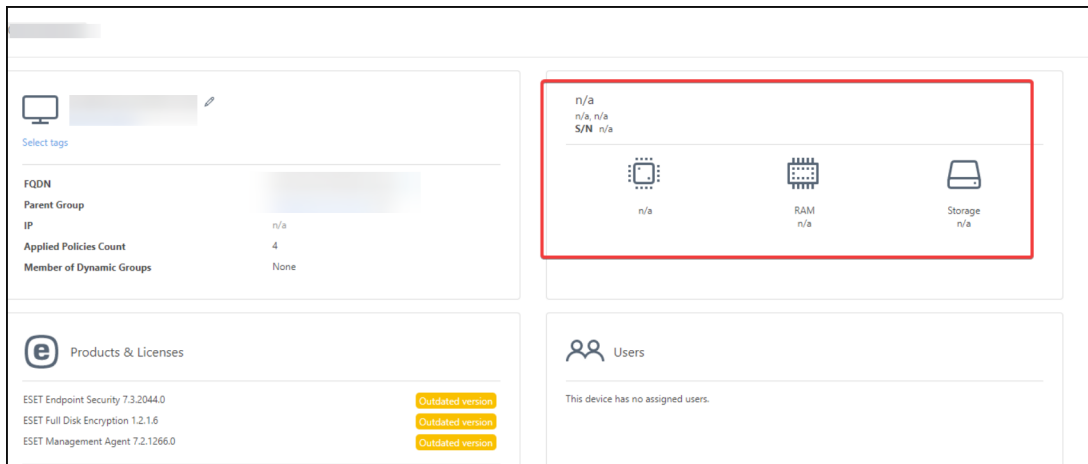 Select tags
FQDN
Parent Group
IP n/a
Applied Policies Count 4
Member of Dynamic Groups None
n/a
n/a, n/a
S/N n/a
n/a
RAM
n/a
Storage
n/a
Products & Licenses
ESET Endpoint Security 7.3.2044.0 Outdated version
ESET Full Disk Encryption 1.2.1.6 Outdated version
ESET Management Agent 7.2.1266.0 Outdated version
Users
This device has no assigned users.